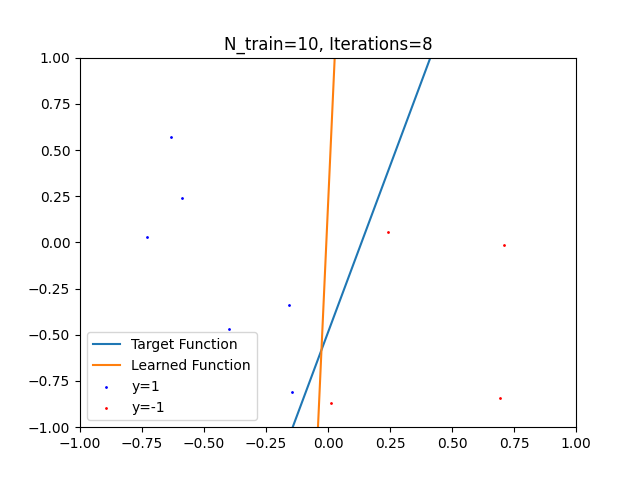 N_train=10, Iterations=8
1.00
0.75
0.50
0.25
0.00
−0.25
−0.50
−0.75
−1.00
Target Function
Learned Function
y=1
y=-1
−1.00 −0.75 −0.50 −0.25 0.00 0.25 0.50 0.75 1.00